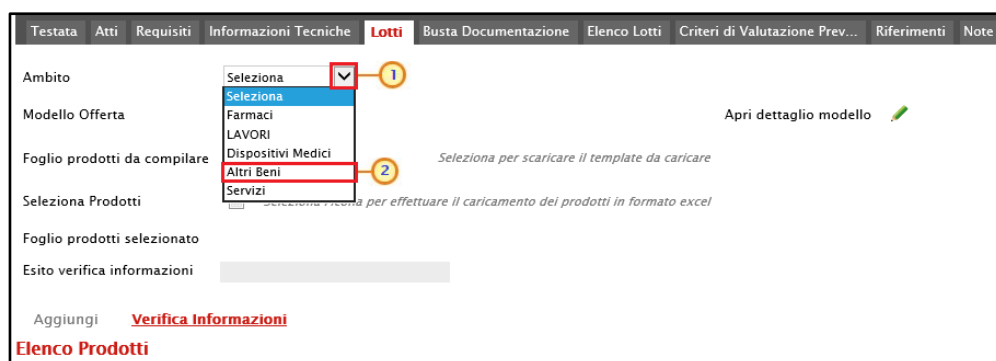 Testata Atti Requisiti Informazioni Tecniche Lotti Busta Documentazione Elenco Lotti Criteri di Valutazione Prev... Riferimenti Note
Ambito Seleziona 1
Seleziona
Modello Offerta Farmaci Apri dettaglio modello
LAVORI
Foglio prodotti da compilare Dispositivi Medici Seleziona per scaricare il template da caricare
Altri Beni 2
Servizi
Seleziona Prodotti per effettuare il caricamento dei prodotti in formato excel
Foglio prodotti selezionato
Esito verifica informazioni
Aggiungi Verifica Informazioni
Elenco Prodotti